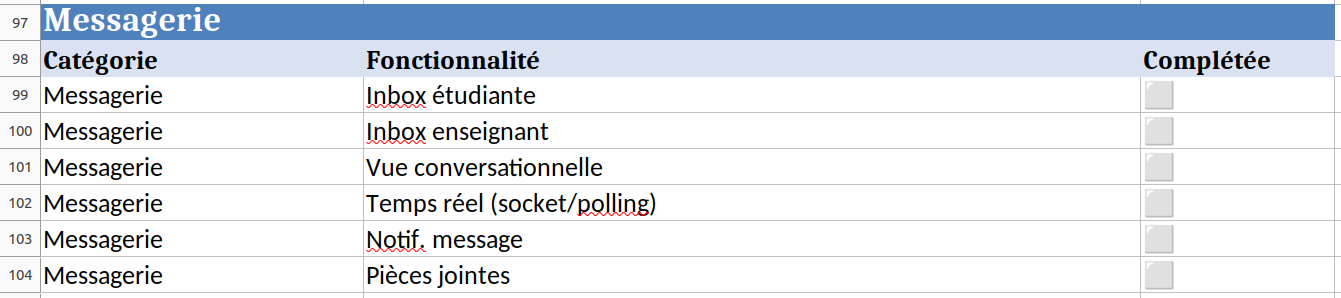 97 Messagerie
98 Catégorie Fonctionnalité Complétée
99 Messagerie Inbox étudiante
100 Messagerie Inbox enseignant
101 Messagerie Vue conversationnelle
102 Messagerie Temps réel (socket/polling)
103 Messagerie Notif. message
104 Messagerie Pièces jointes